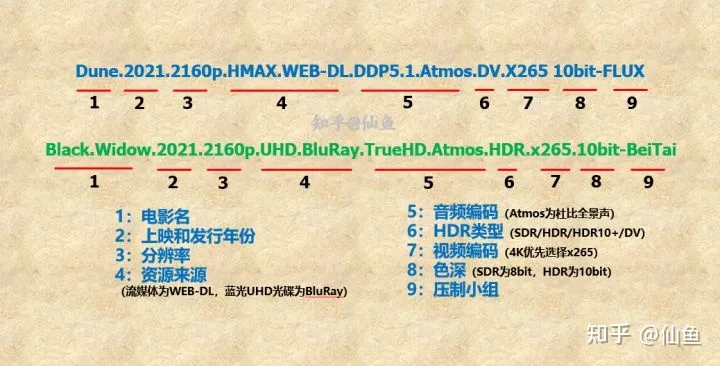 Dune.2021.2160p.HMAX.WEB-DL.DDP5.1.Atmos.DV.X265 10bit-FLUX
1 2 3 4 5 6 7 8 9
知乎@仙鱼
Black.Widow.2021.2160p.UHD.BluRay.TrueHD.Atmos.HDR.x265.10bit-BeiTai
1 2 3 4 5 6 7 8 9
1：电影名
2：上映和发行年份
3：分辨率
4：资源来源
(流媒体为WEB-DL，蓝光UHD光碟为BluRay)
5：音频编码 (Atmos为杜比全景声)
6：HDR类型 (SDR/HDR/HDR10+/DV)
7：视频编码 (4K优先选择x265)
8：色深 (SDR为8bit，HDR为10bit)
9：压制小组
知乎 @仙鱼